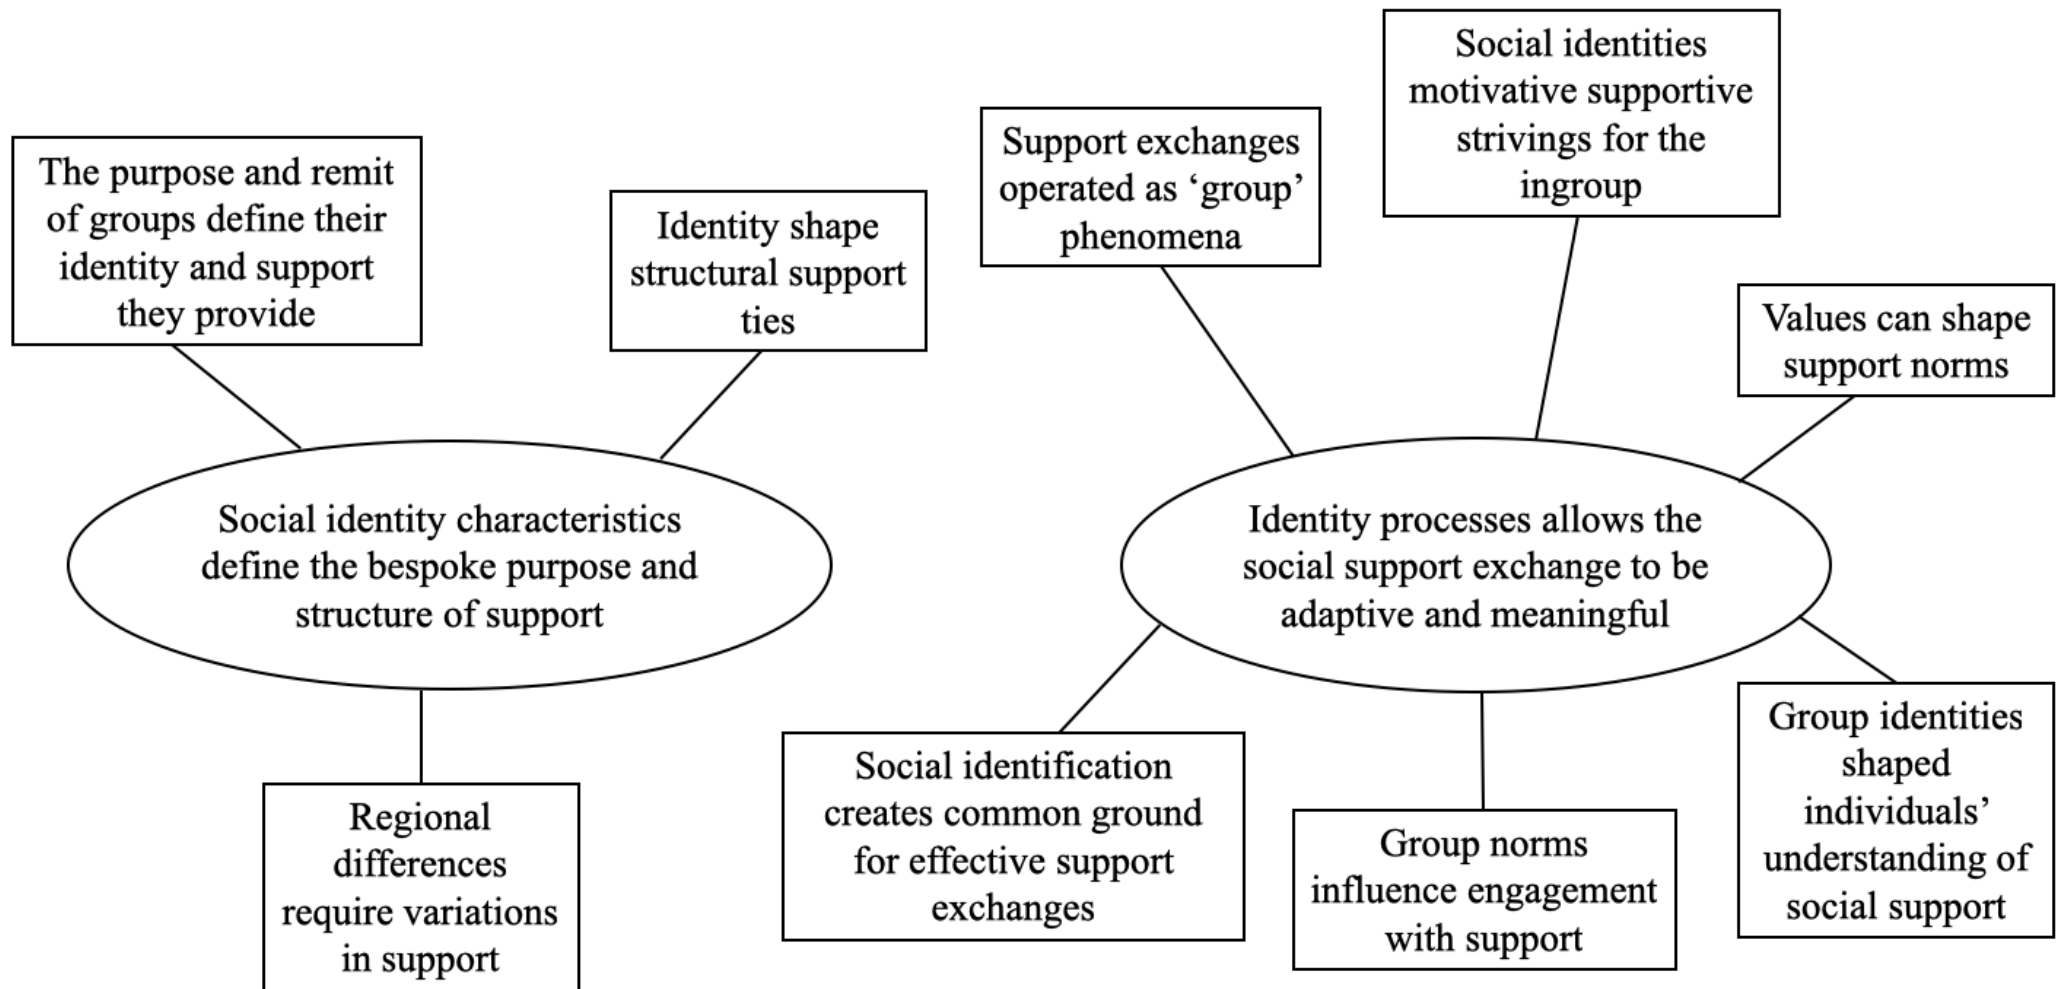 The purpose and remit
of groups define their
identity and support
they provide
Identity shape
structural support
ties
Support exchanges
operated as ‘group’
phenomena
Social identities
motivative supportive
strivings for the
ingroup
Values can shape
support norms
Social identity characteristics
define the bespoke purpose and
structure of support
Identity processes allows the
social support exchange to be
adaptive and meaningful
Regional
differences
require variations
in support
Social identification
creates common ground
for effective support
exchanges
Group norms
influence engagement
with support
Group identities
shaped
individuals’
understanding of
social support